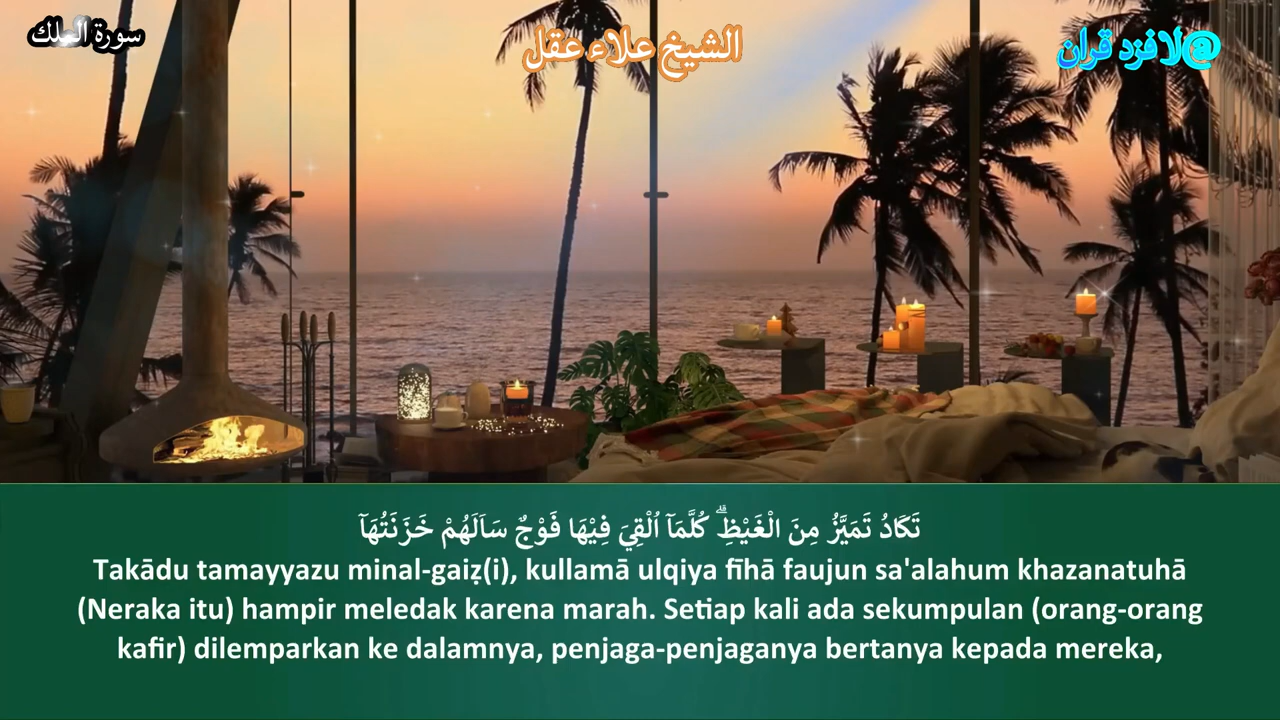 سورة الملك
الشيخ علاء عقل
@لافزد قران
تَكَادُ تَمَيَّزُ مِنَ الْغَيْظِۗ كُلَّمَآ اُلْقِيَ فِيْهَا فَوْجٌ سَاَلَهُمْ خَزَنَتُهَآ
Takādu tamayyazu minal-gaiẓ(i), kullamā ulqiya fīhā faujun sa'alahum khazanatuhā
(Neraka itu) hampir meledak karena marah. Setiap kali ada sekumpulan (orang-orang
kafir) dilemparkan ke dalamnya, penjaga-penjaganya bertanya kepada mereka,